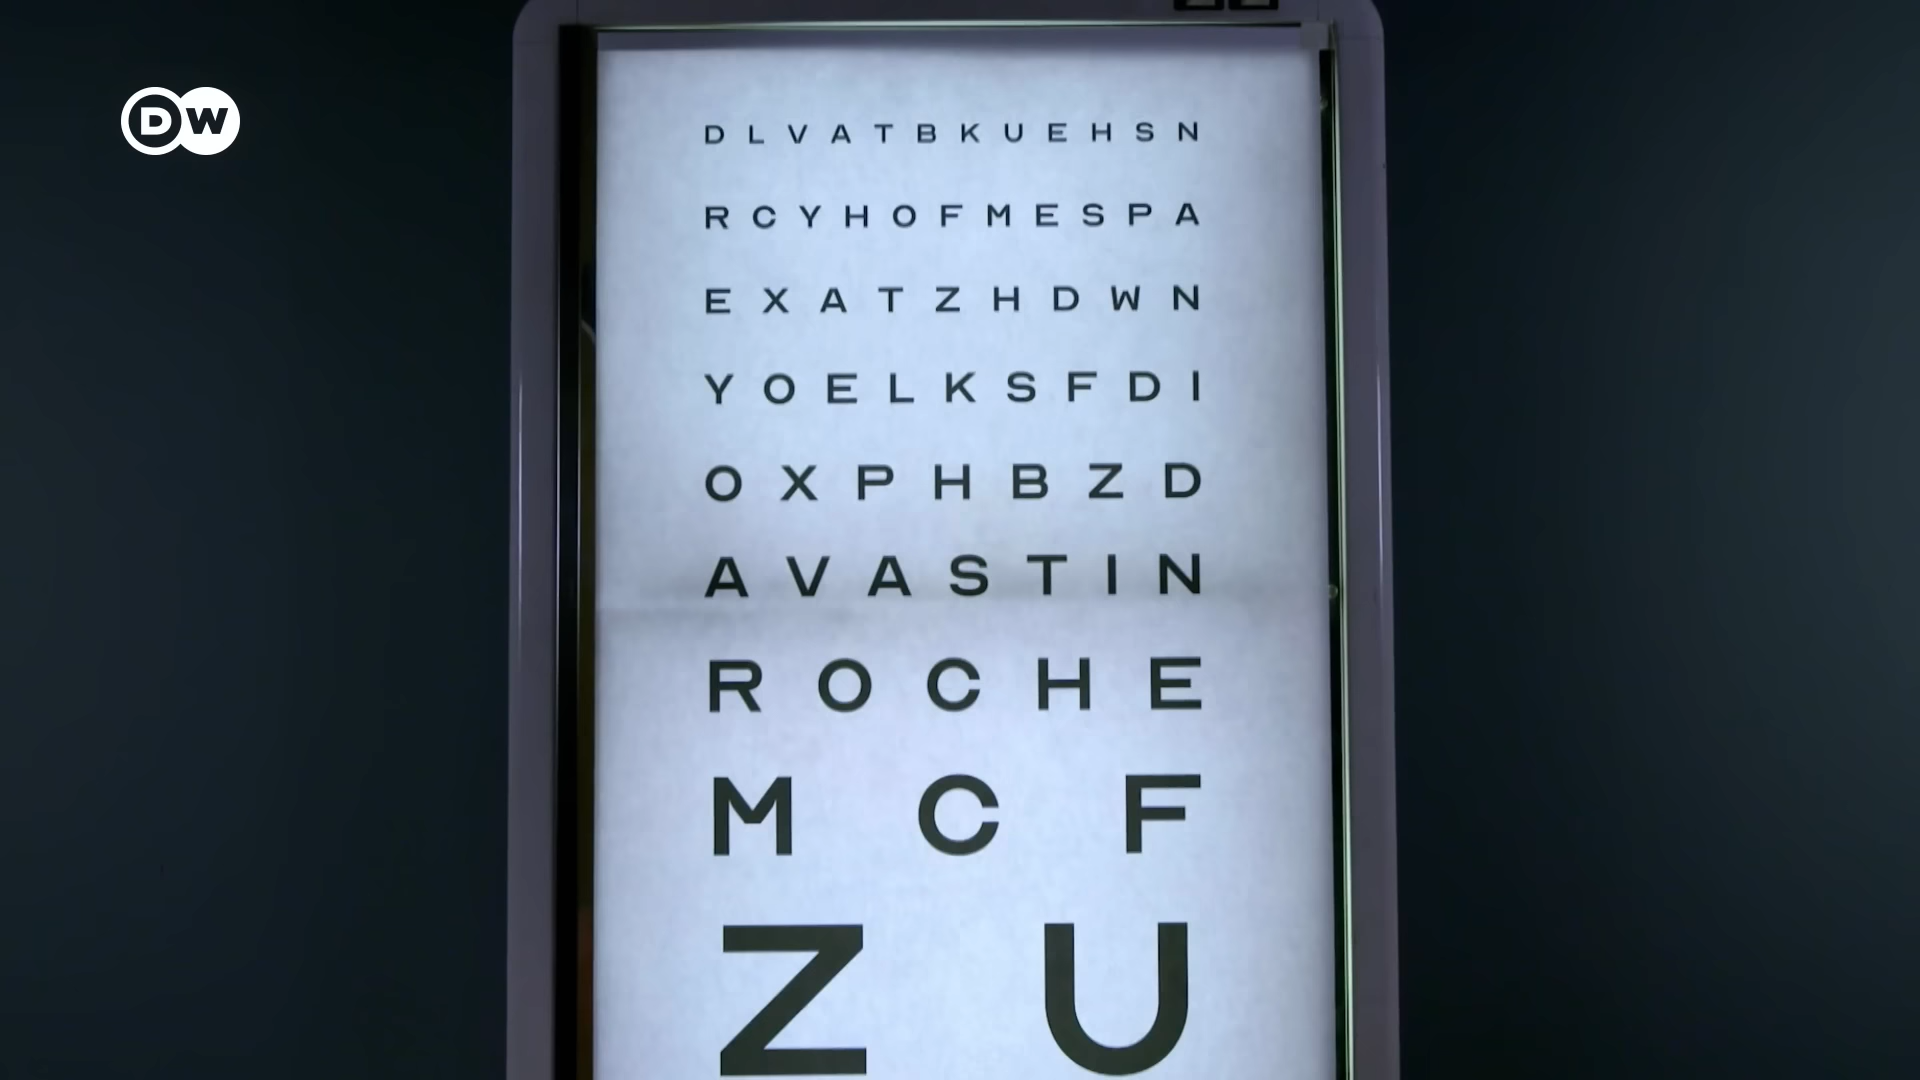 DW
D L V A T B K U E H S N
R C Y H O F M E S P A
E X A T Z H D W N
Y O E L K S F D I
O X P H B Z D
A V A S T I N
R O C H E
M C F
Z U